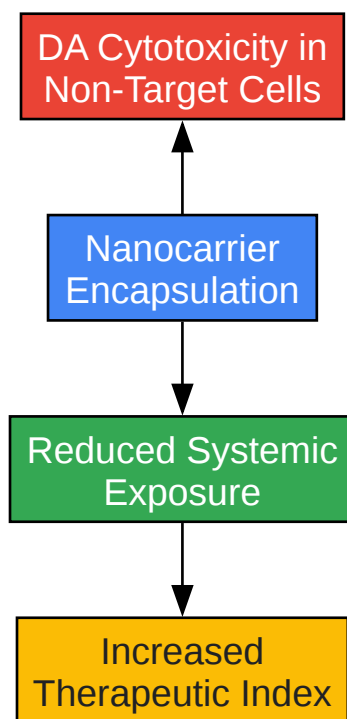 DA Cytotoxicity in
Non-Target Cells
Nanocarrier
Encapsulation
Reduced Systemic
Exposure
Increased
Therapeutic Index